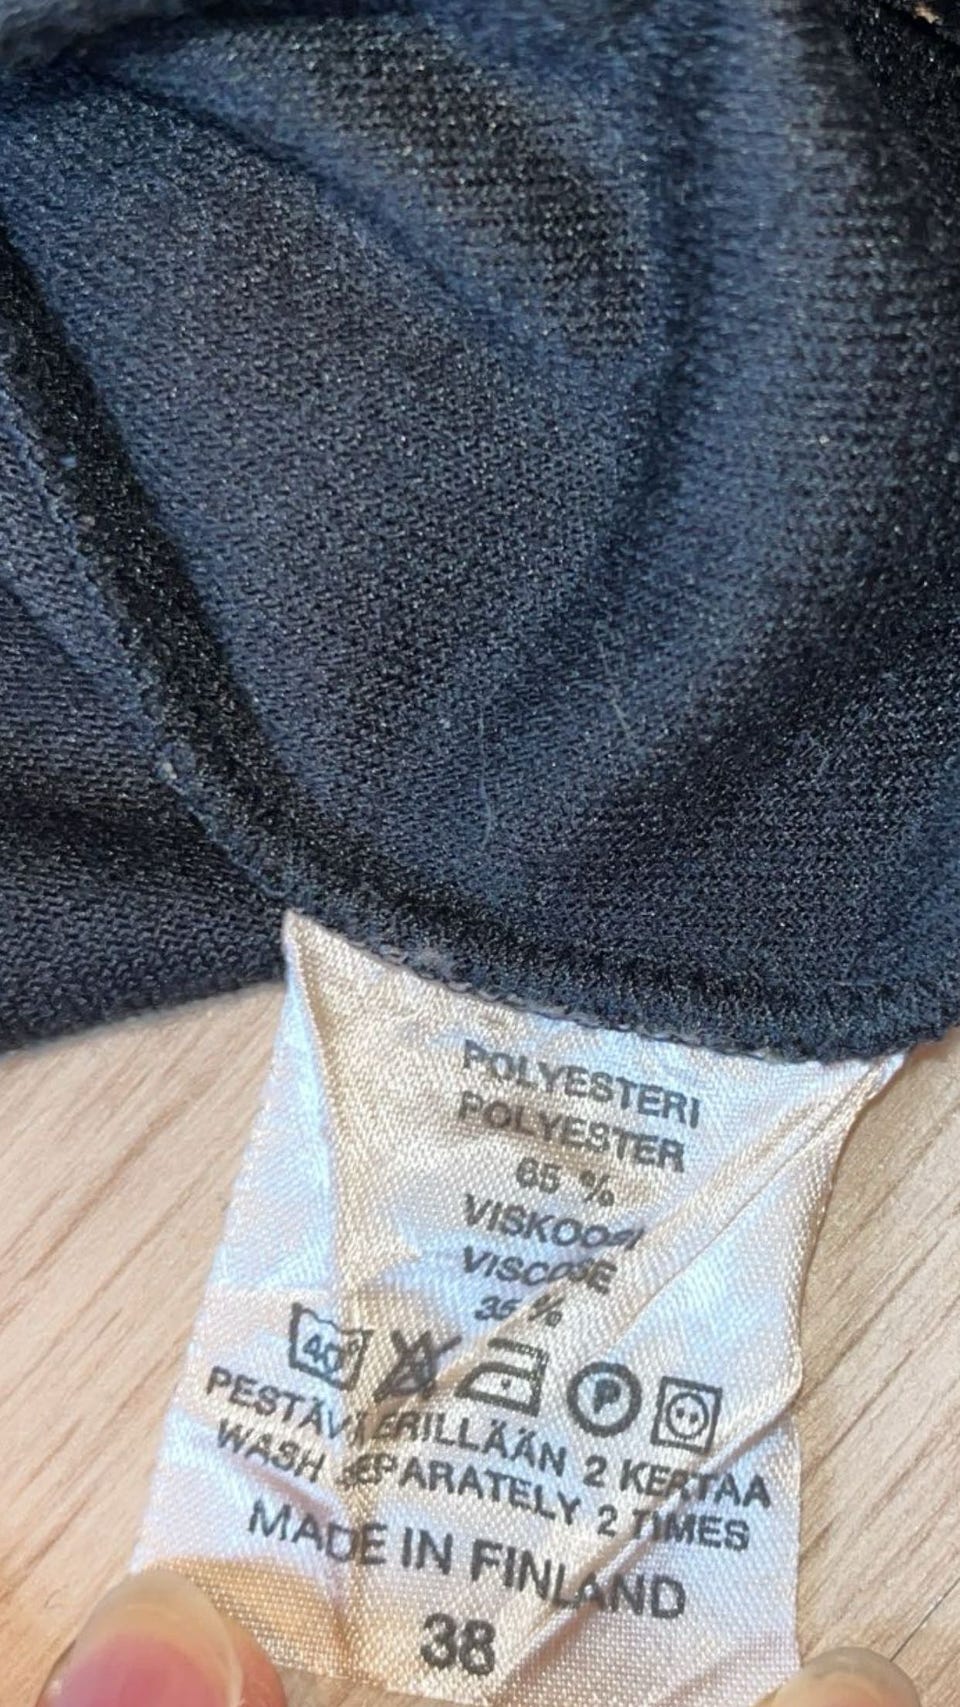 POLYESTERI
POLYESTER
65 %
VISKOOSI
VISCOSE
35 %
40° P
PESTÄVÄ ERILLÄÄN 2 KERTAA
WASH SEPARATELY 2 TIMES
MADE IN FINLAND
38